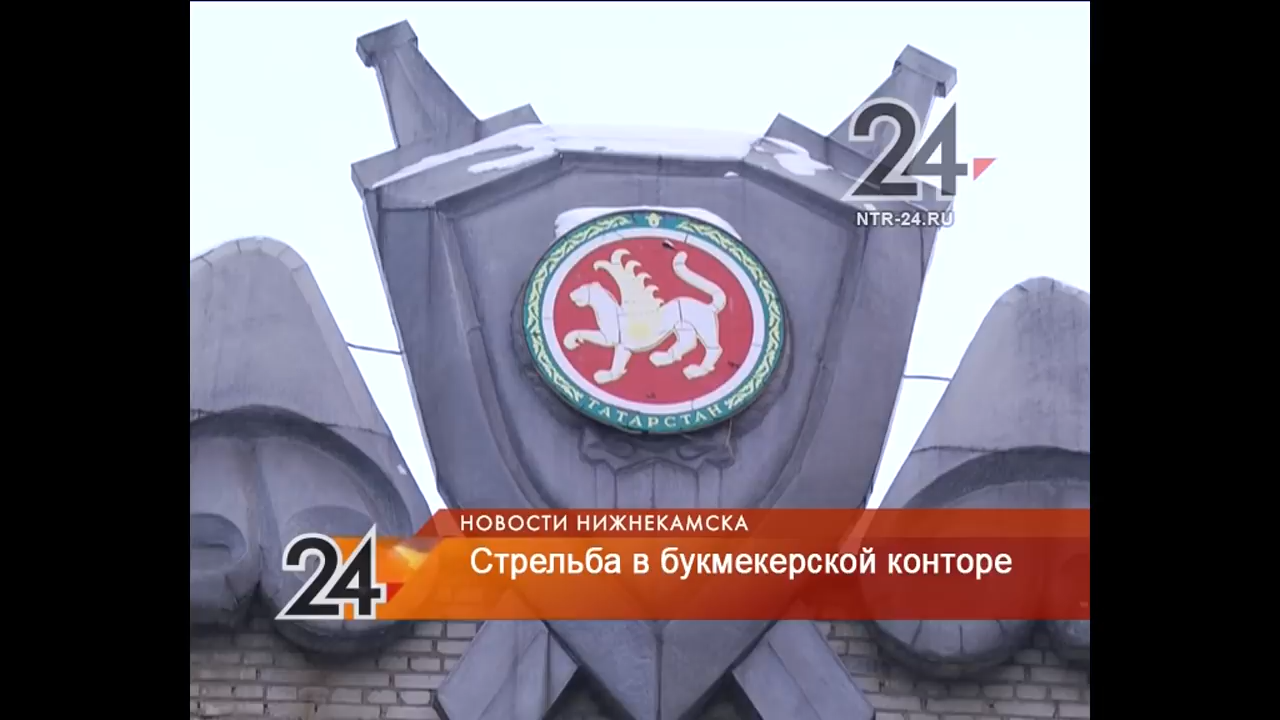 24
NTR-24.RU
ТАТАРСТАН
НОВОСТИ НИЖНЕКАМСКА
Стрельба в букмекерской конторе
24